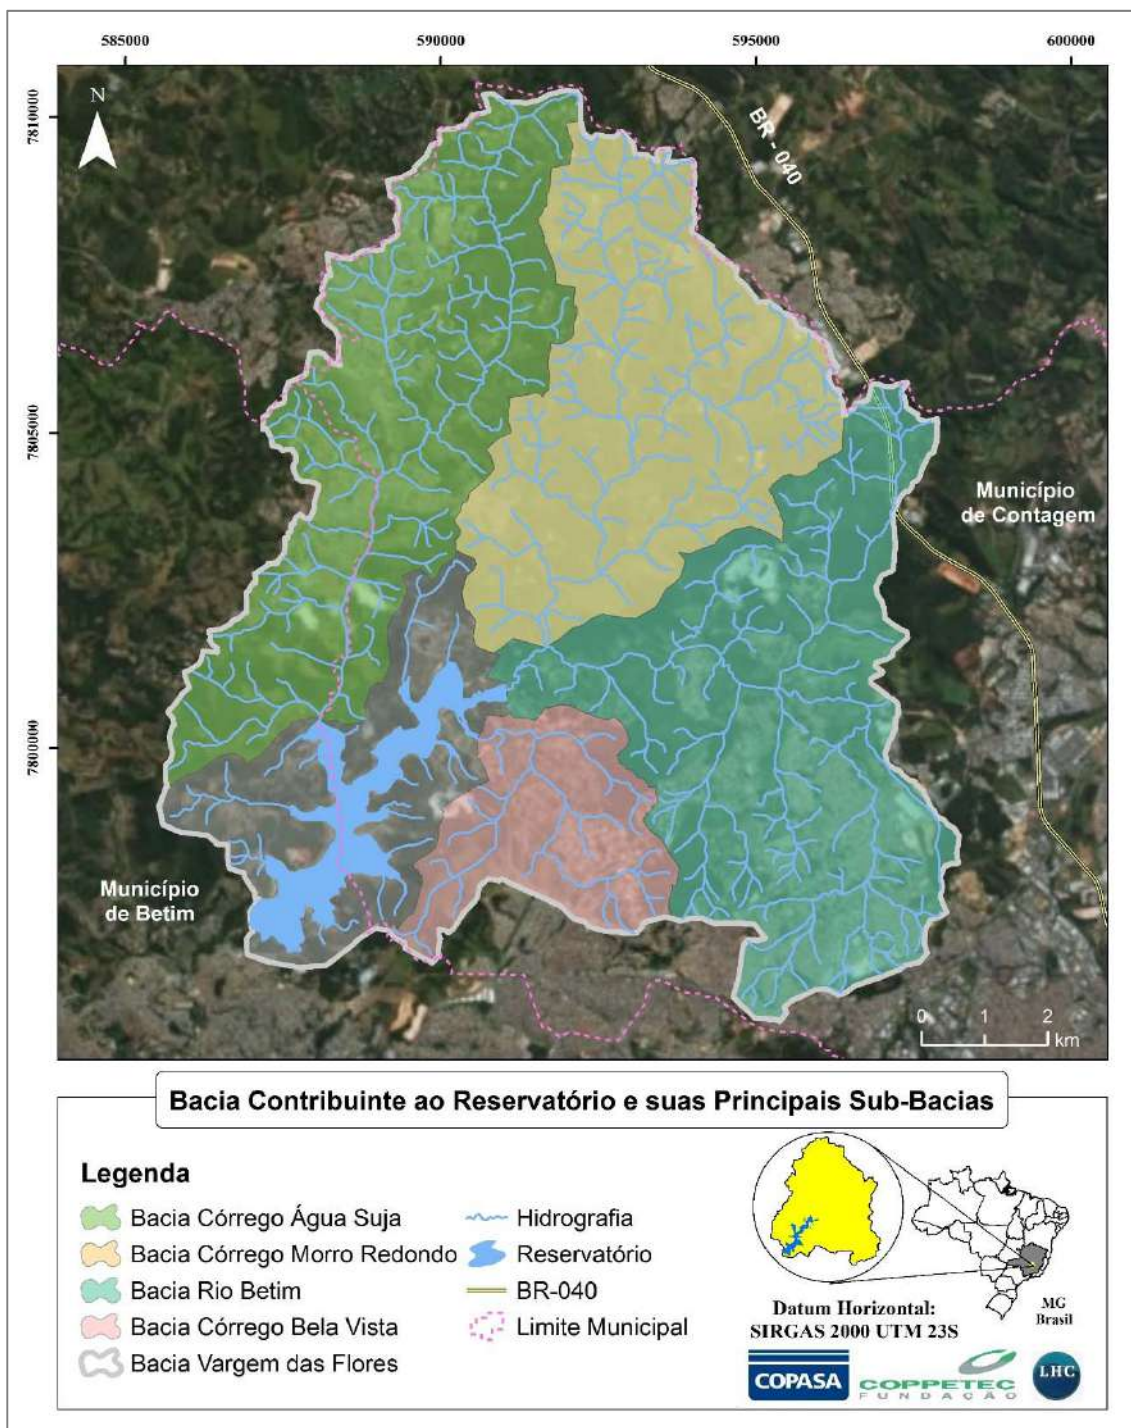 585000 590000 595000 600000
7810000
7805000
7800000
N
BR - 040
Município
de Contagem
Município
de Betim
0 1 2
km
Bacia Contribuinte ao Reservatório e suas Principais Sub-Bacias
Legenda
Bacia Córrego Água Suja
Bacia Córrego Morro Redondo
Bacia Rio Betim
Bacia Córrego Bela Vista
Bacia Vargem das Flores
Hidrografia
Reservatório
BR-040
Limite Municipal
MG
Brasil
Datum Horizontal:
SIRGAS 2000 UTM 23S
COPASA
COPPETEC
FUNDAÇÃO
LHC